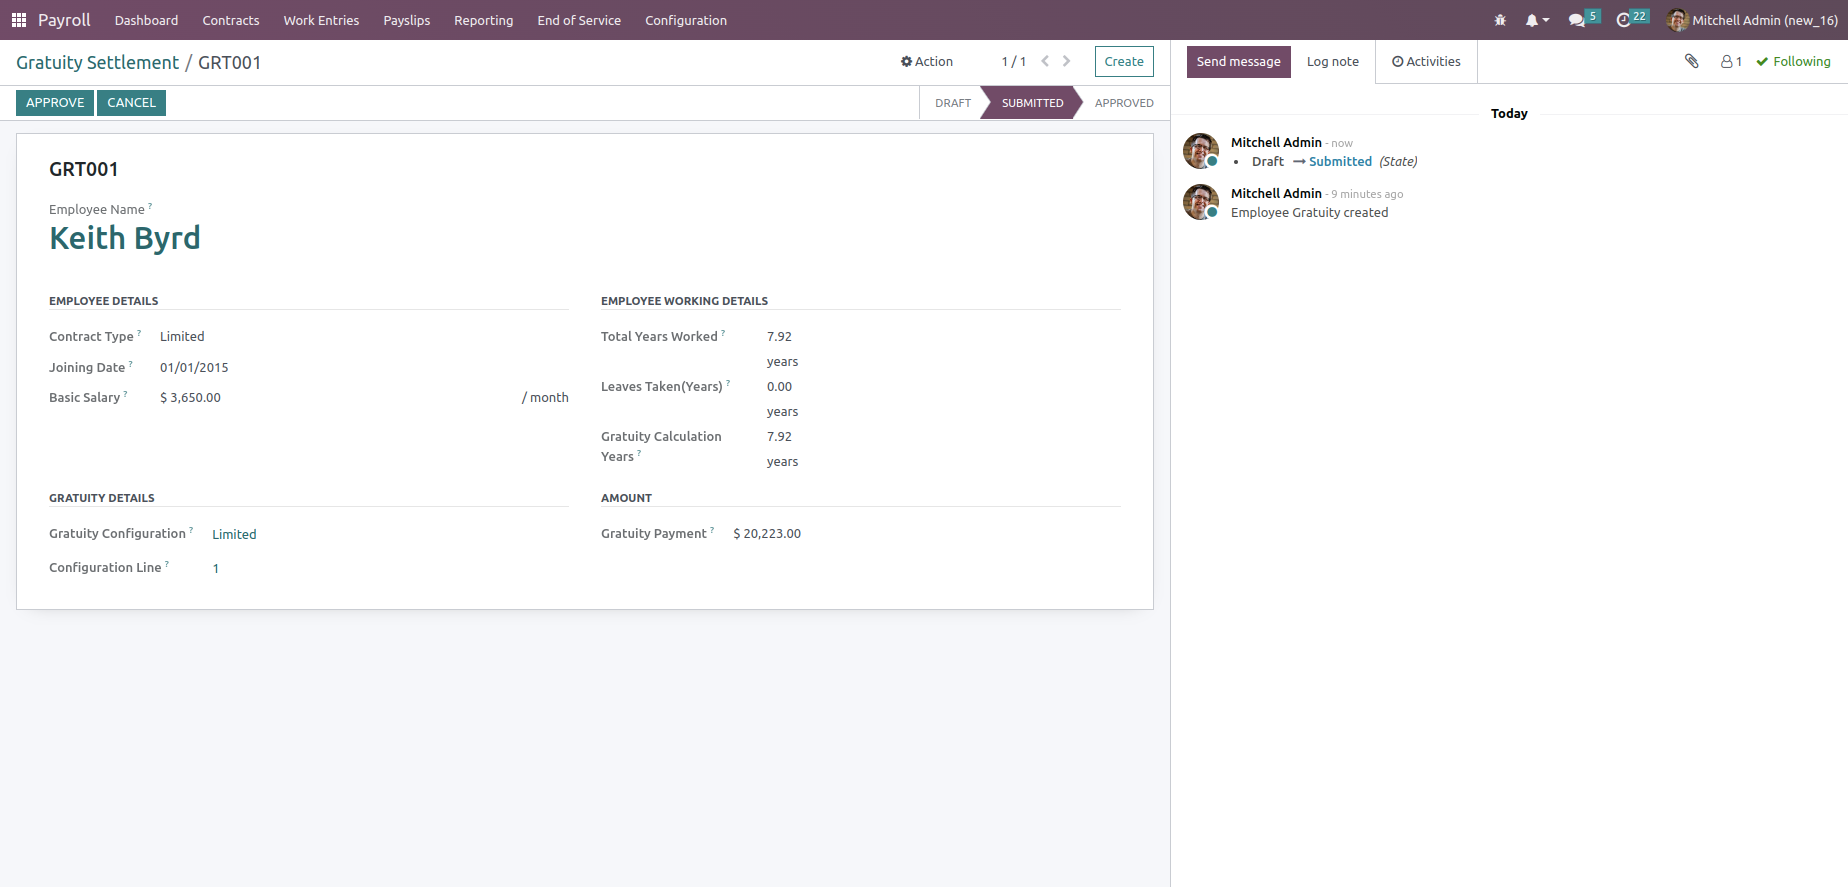 Payroll Dashboard Contracts Work Entries Payslips Reporting End of Service Configuration 5 22 Mitchell Admin (new_16)
Gratuity Settlement / GRT001 Action 1 / 1 Create
APPROVE CANCEL DRAFT SUBMITTED APPROVED
GRT001
Employee Name ?
Keith Byrd
EMPLOYEE DETAILS
Contract Type ? Limited
Joining Date ? 01/01/2015
Basic Salary ? $ 3,650.00 / month
EMPLOYEE WORKING DETAILS
Total Years Worked ? 7.92
years
Leaves Taken(Years) ? 0.00
years
Gratuity Calculation 7.92
Years ?
years
GRATUITY DETAILS
Gratuity Configuration ? Limited
Configuration Line ? 1
AMOUNT
Gratuity Payment ? $ 20,223.00
Send message Log note Activities 1 Following
Today
Mitchell Admin - now
• Draft → Submitted (State)
Mitchell Admin - 9 minutes ago
Employee Gratuity created